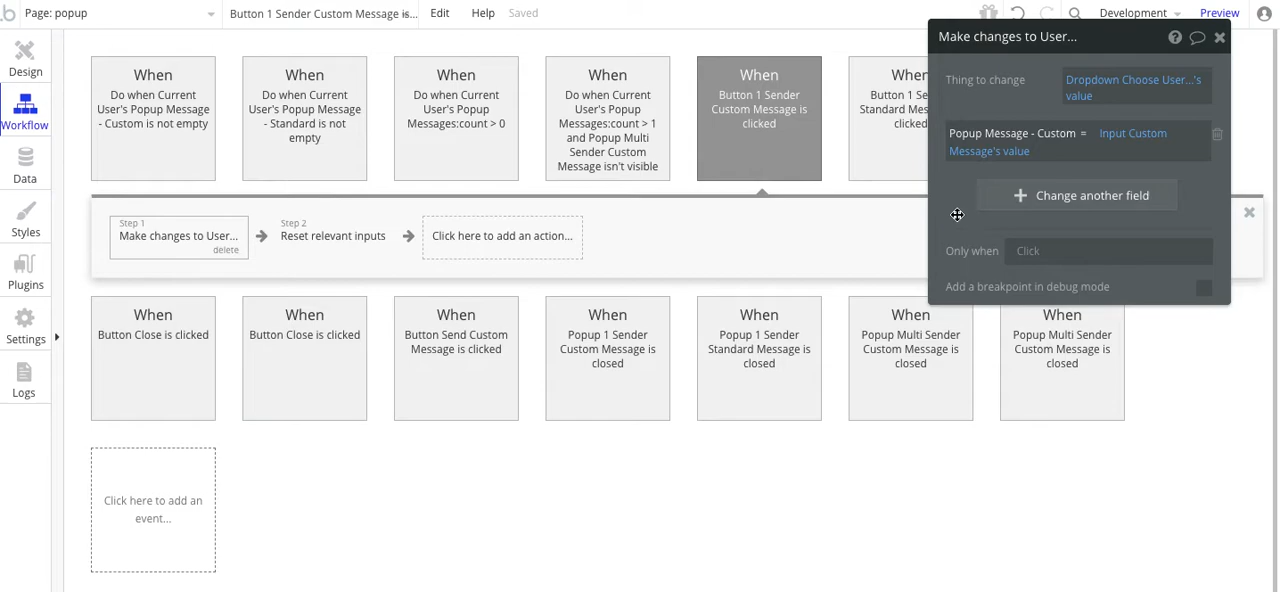 Page: popup
Button 1 Sender Custom Message is...
Edit
Help
Saved
Development
Preview
Design
Workflow
Data
Styles
Plugins
Settings
Logs
When
Do when Current
User's Popup Message
- Custom is not empty
When
Do when Current
User's Popup Message
- Standard is not
empty
When
Do when Current
User's Popup
Messages:count > 0
When
Do when Current
User's Popup
Messages:count > 1
and Popup Multi
Sender Custom
Message isn't visible
When
Button 1 Sender
Custom Message is
clicked
When
Button 1 Se
Standard Mes
clicked
Make changes to User...
Thing to change
Dropdown Choose User...'s
value
Popup Message - Custom = Input Custom
Message's value
Change another field
Only when
Click
Add a breakpoint in debug mode
Step 1
Make changes to User...
delete
Step 2
Reset relevant inputs
Click here to add an action...
When
Button Close is clicked
When
Button Close is clicked
When
Button Send Custom
Message is clicked
When
Popup 1 Sender
Custom Message is
closed
When
Popup 1 Sender
Standard Message is
closed
When
Popup Multi Sender
Custom Message is
closed
When
Popup Multi Sender
Custom Message is
closed
Click here to add an
event...